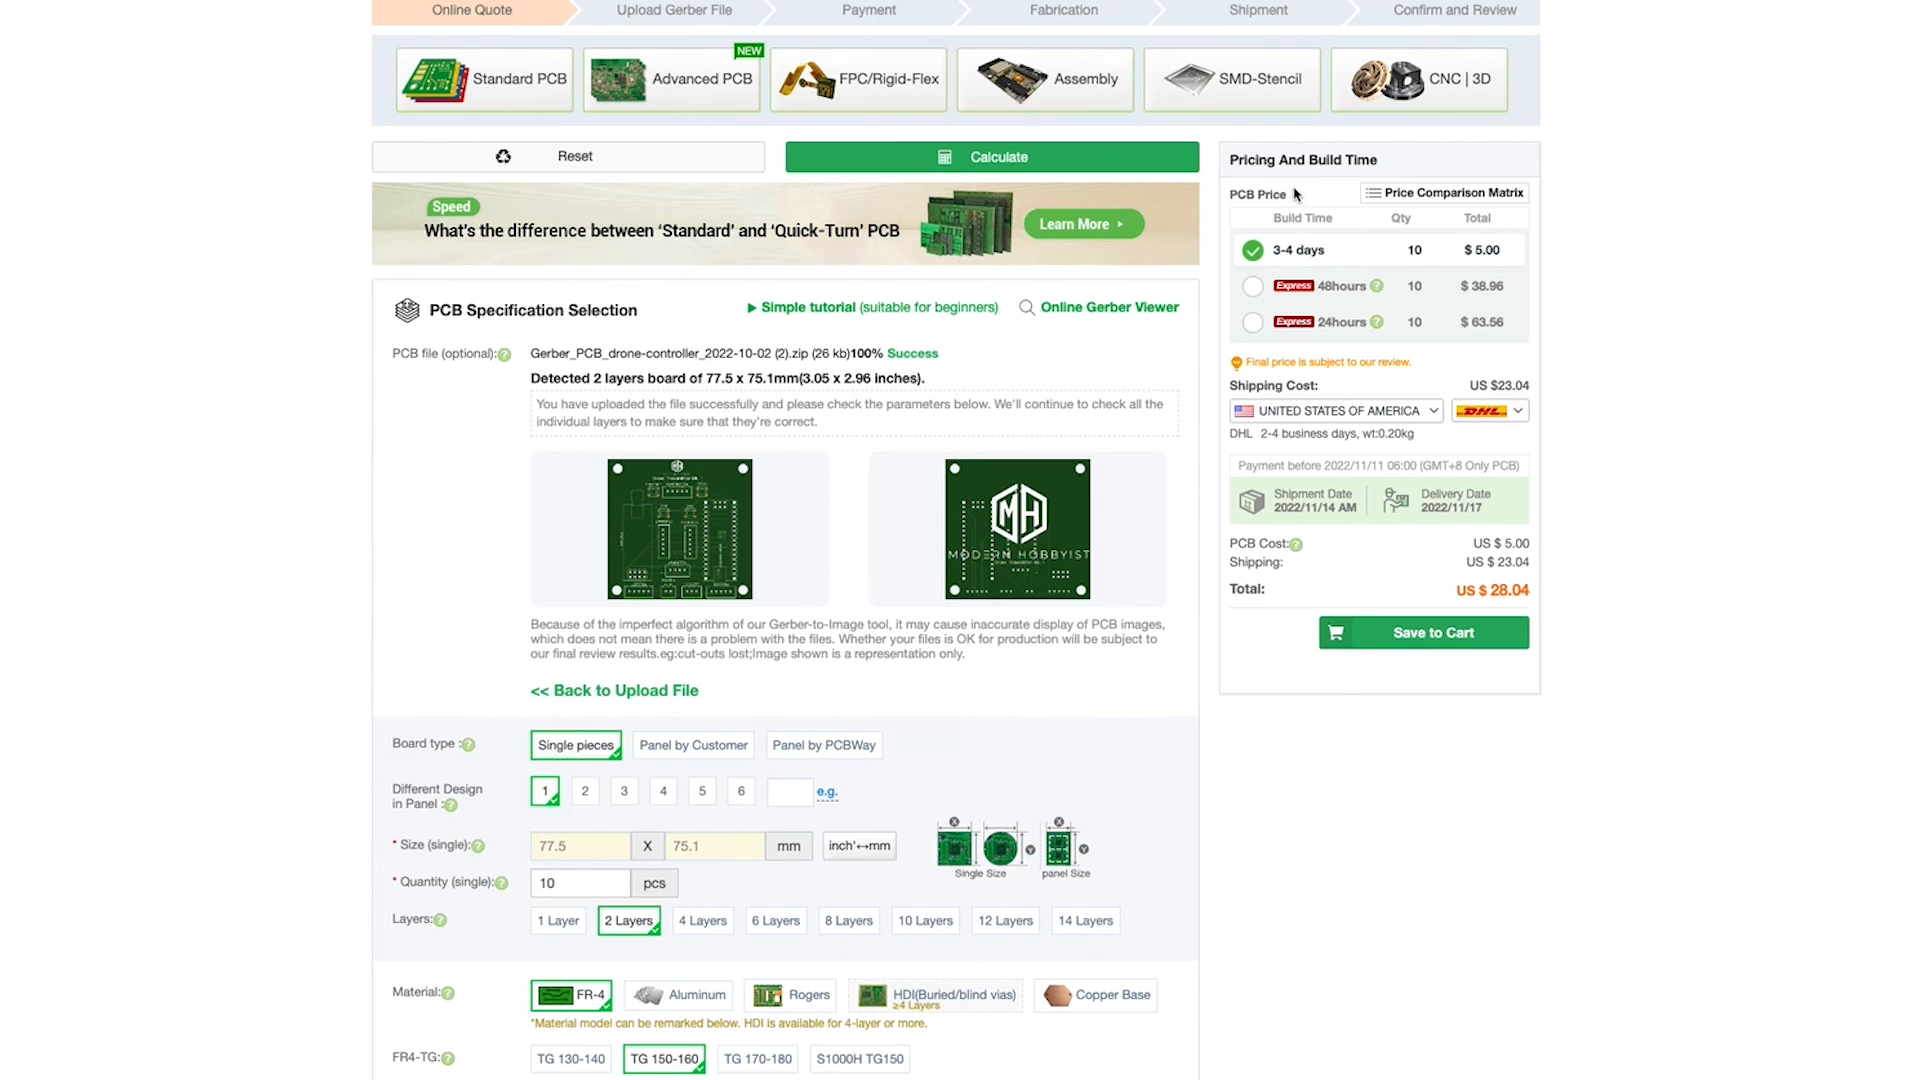 Online Quote
Upload Gerber File
Payment
Fabrication
Shipment
Confirm and Review
Standard PCB
NEW
Advanced PCB
FPC/Rigid-Flex
Assembly
SMD-Stencil
CNC | 3D
Reset
Calculate
Speed
What's the difference between 'Standard' and 'Quick-Turn' PCB
Learn More
PCB Specification Selection
Simple tutorial (suitable for beginners)
Online Gerber Viewer
PCB file (optional):
Gerber_PCB_drone-controller_2022-10-02 (2).zip (26 kb)100% Success
Detected 2 layers board of 77.5 x 75.1mm(3.05 x 2.96 inches).
You have uploaded the file successfully and please check the parameters below. We'll continue to check all the
individual layers to make sure that they're correct.
MH
MODERN HOBBYIST
Because of the imperfect algorithm of our Gerber-to-Image tool, it may cause inaccurate display of PCB images,
which does not mean there is a problem with the files. Whether your files is OK for production will be subject to
our final review results.eg:cut-outs lost;Image shown is a representation only.
<< Back to Upload File
Board type :
Single pieces
Panel by Customer
Panel by PCBWay
Different Design
in Panel :
1
2
3
4
5
6
e.g.
* Size (single):
77.5
X
75.1
mm
inch'↔mm
X
X
Y
Y
Single Size
panel Size
* Quantity (single):
10
pcs
Layers:
1 Layer
2 Layers
4 Layers
6 Layers
8 Layers
10 Layers
12 Layers
14 Layers
Material:
FR-4
Aluminum
Rogers
HDI(Buried/blind vias)
≥4 Layers
Copper Base
*Material model can be remarked below. HDI is available for 4-layer or more.
FR4-TG:
TG 130-140
TG 150-160
TG 170-180
S1000H TG150
Pricing And Build Time
PCB Price
Price Comparison Matrix
Build Time
Qty
Total
3-4 days
10
$ 5.00
Express 48hours
10
$ 38.96
Express 24hours
10
$ 63.56
Final price is subject to our review.
Shipping Cost:
US $23.04
UNITED STATES OF AMERICA
DHL
DHL 2-4 business days, wt:0.20kg
Payment before 2022/11/11 06:00 (GMT+8 Only PCB)
Shipment Date
2022/11/14 AM
Delivery Date
2022/11/17
PCB Cost:
US $ 5.00
Shipping:
US $ 23.04
Total:
US $ 28.04
Save to Cart